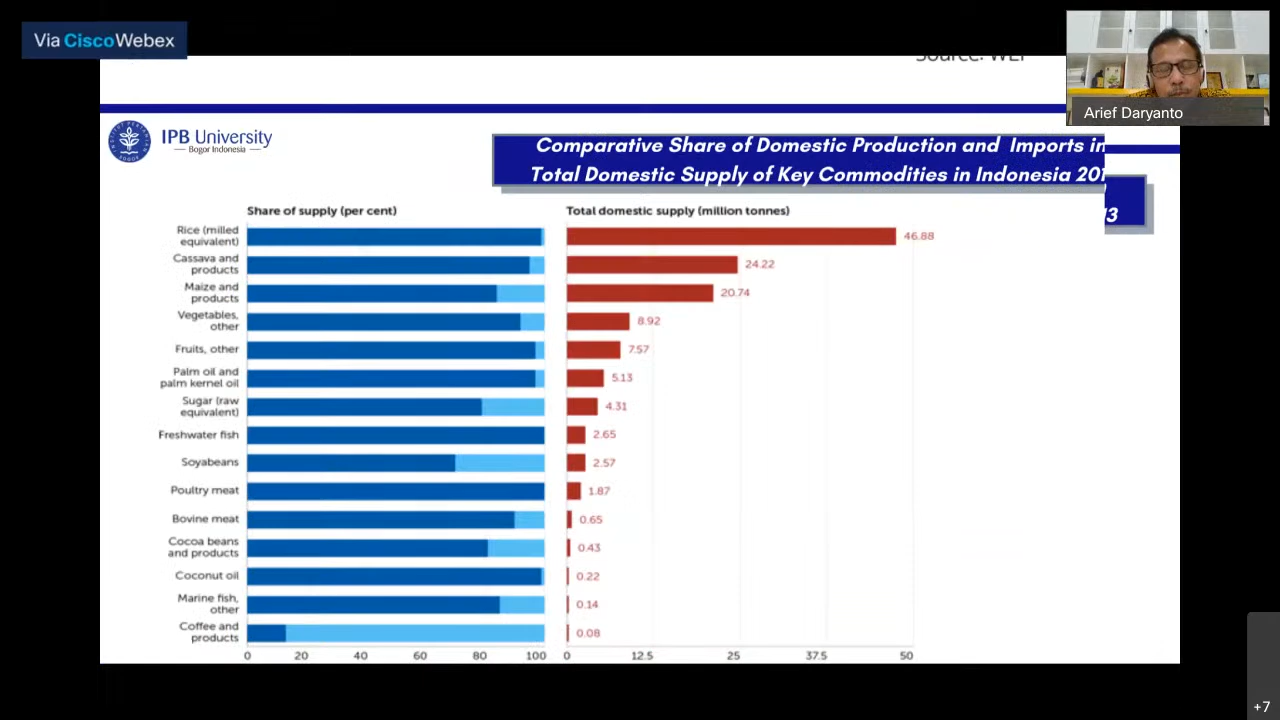 Via CiscoWebex
Arief Daryanto
IPB University
Bogor Indonesia
Comparative Share of Domestic Production and Imports in
Total Domestic Supply of Key Commodities in Indonesia 201
13
Share of supply (per cent)
Total domestic supply (million tonnes)
Rice (milled
equivalent)
46.88
Cassava and
products
24.22
Maize and
products
20.74
Vegetables,
other
8.92
Fruits, other
7.57
Palm oil and
palm kernel oil
5.13
Sugar (raw
equivalent)
4.31
Freshwater fish
2.65
Soyabeans
2.57
Poultry meat
1.87
Bovine meat
0.65
Cocoa beans
and products
0.43
Coconut oil
0.22
Marine fish,
other
0.14
Coffee and
products
0.08
0 20 40 60 80 100
0 12.5 25 37.5 50
+7